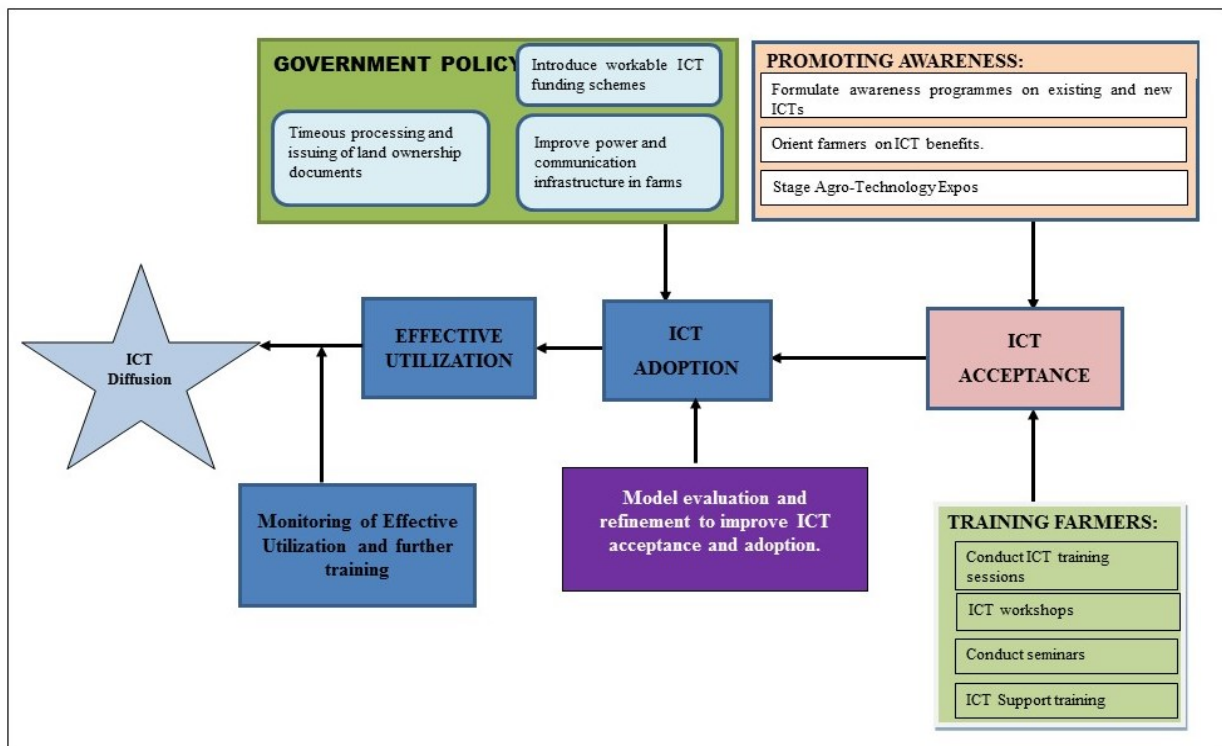 GOVERNMENT POLICY
Introduce workable ICT
funding schemes
Timeous processing and
issuing of land ownership
documents
Improve power and
communication
infrastructure in farms
PROMOTING AWARENESS:
Formulate awareness programmes on existing and new
ICTs
Orient farmers on ICT benefits.
Stage Agro-Technology Expos
ICT
Diffusion
EFFECTIVE
UTILIZATION
ICT
ADOPTION
ICT
ACCEPTANCE
Monitoring of Effective
Utilization and further
training
Model evaluation and
refinement to improve ICT
acceptance and adoption.
TRAINING FARMERS:
Conduct ICT training
sessions
ICT workshops
Conduct seminars
ICT Support training